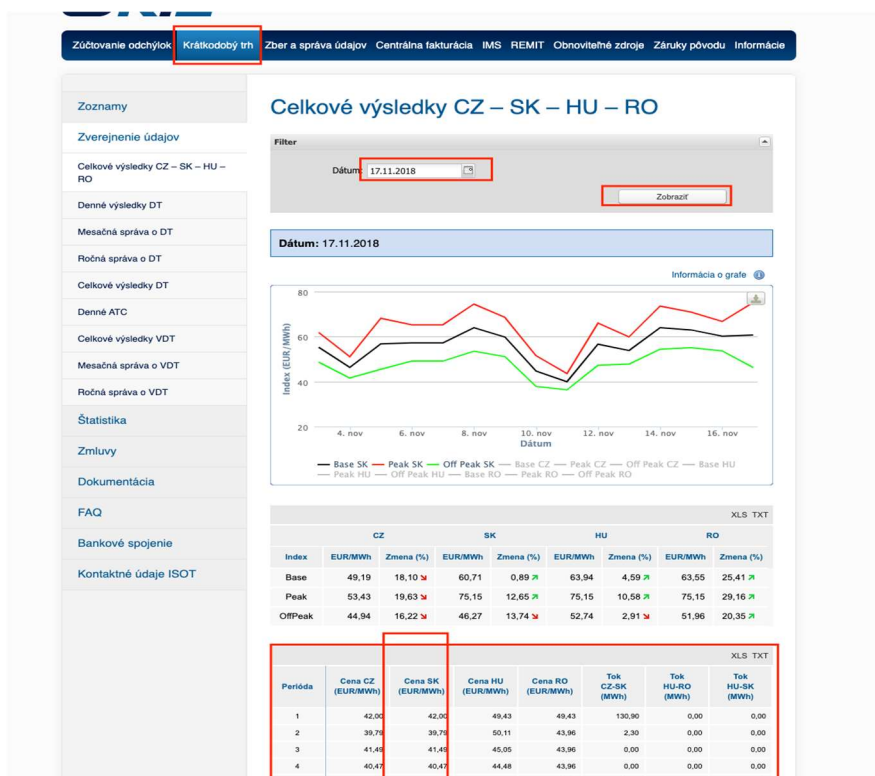 Zúčtovanie odchýlok Krátkodobý trh Zber a správa údajov Centrálna fakturácia IMS REMIT Obnoviteľné zdroje Záruky pôvodu Informácie
Zoznamy
Zverejnenie údajov
Celkové výsledky CZ – SK – HU –
RO
Denné výsledky DT
Mesačná správa o DT
Ročná správa o DT
Celkové výsledky DT
Denné ATC
Celkové výsledky VDT
Mesačná správa o VDT
Ročná správa o VDT
Štatistika
Zmluvy
Dokumentácia
FAQ
Bankové spojenie
Kontaktné údaje ISOT
Celkové výsledky CZ – SK – HU – RO
Filter
Dátum: 17.11.2018
Zobraziť
Dátum: 17.11.2018
Informácia o grafe
Index (EUR/MWh)
80
60
40
20
4. nov 6. nov 8. nov 10. nov 12. nov 14. nov 16. nov
Dátum
Base SK Peak SK Off Peak SK Base CZ Peak CZ Off Peak CZ Base HU
Peak HU Off Peak HU Base RO Peak RO Off Peak RO
XLS TXT
CZ SK HU RO
Index EUR/MWh Zmena (%) EUR/MWh Zmena (%) EUR/MWh Zmena (%) EUR/MWh Zmena (%)
Base 49,19 18,10 60,71 0,89 63,94 4,59 63,55 25,41
Peak 53,43 19,63 75,15 12,65 75,15 10,58 75,15 29,16
OffPeak 44,94 16,22 46,27 13,74 52,74 2,91 51,96 20,35
XLS TXT
Perióda Cena CZ (EUR/MWh) Cena SK (EUR/MWh) Cena HU (EUR/MWh) Cena RO (EUR/MWh) Tok CZ-SK (MWh) Tok HU-RO (MWh) Tok HU-SK (MWh)
1 42,00 42,00 49,43 49,43 130,90 0,00 0,00
2 39,79 39,79 50,11 43,96 2,30 0,00 0,00
3 41,49 41,49 45,05 43,96 0,00 0,00 0,00
4 40,47 40,47 44,48 43,96 0,00 0,00 0,00